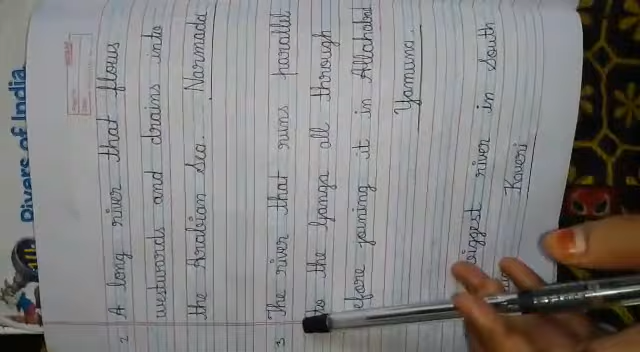 Rivers of India
2 A long river that flows
westwards and drains into
the Arabian Sea. Narmada
3 The river that runs parallel
to the Ganga all through
efore joining it in Allahabad
Yamuna.
biggest river in South
Kaveri